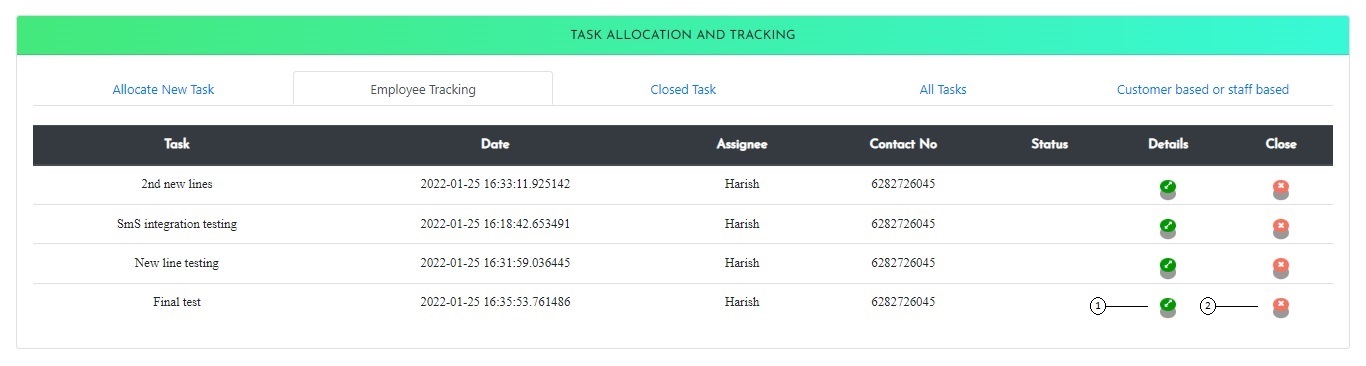 TASK ALLOCATION AND TRACKING
Allocate New Task Employee Tracking Closed Task All Tasks Customer based or staff based
Task Date Assignee Contact No Status Details Close
2nd new lines 2022-01-25 16:33:11.925142 Harish 6282726045
SmS integration testing 2022-01-25 16:18:42.653491 Harish 6282726045
New line testing 2022-01-25 16:31:59.036445 Harish 6282726045
Final test 2022-01-25 16:35:53.761486 Harish 6282726045 1 2